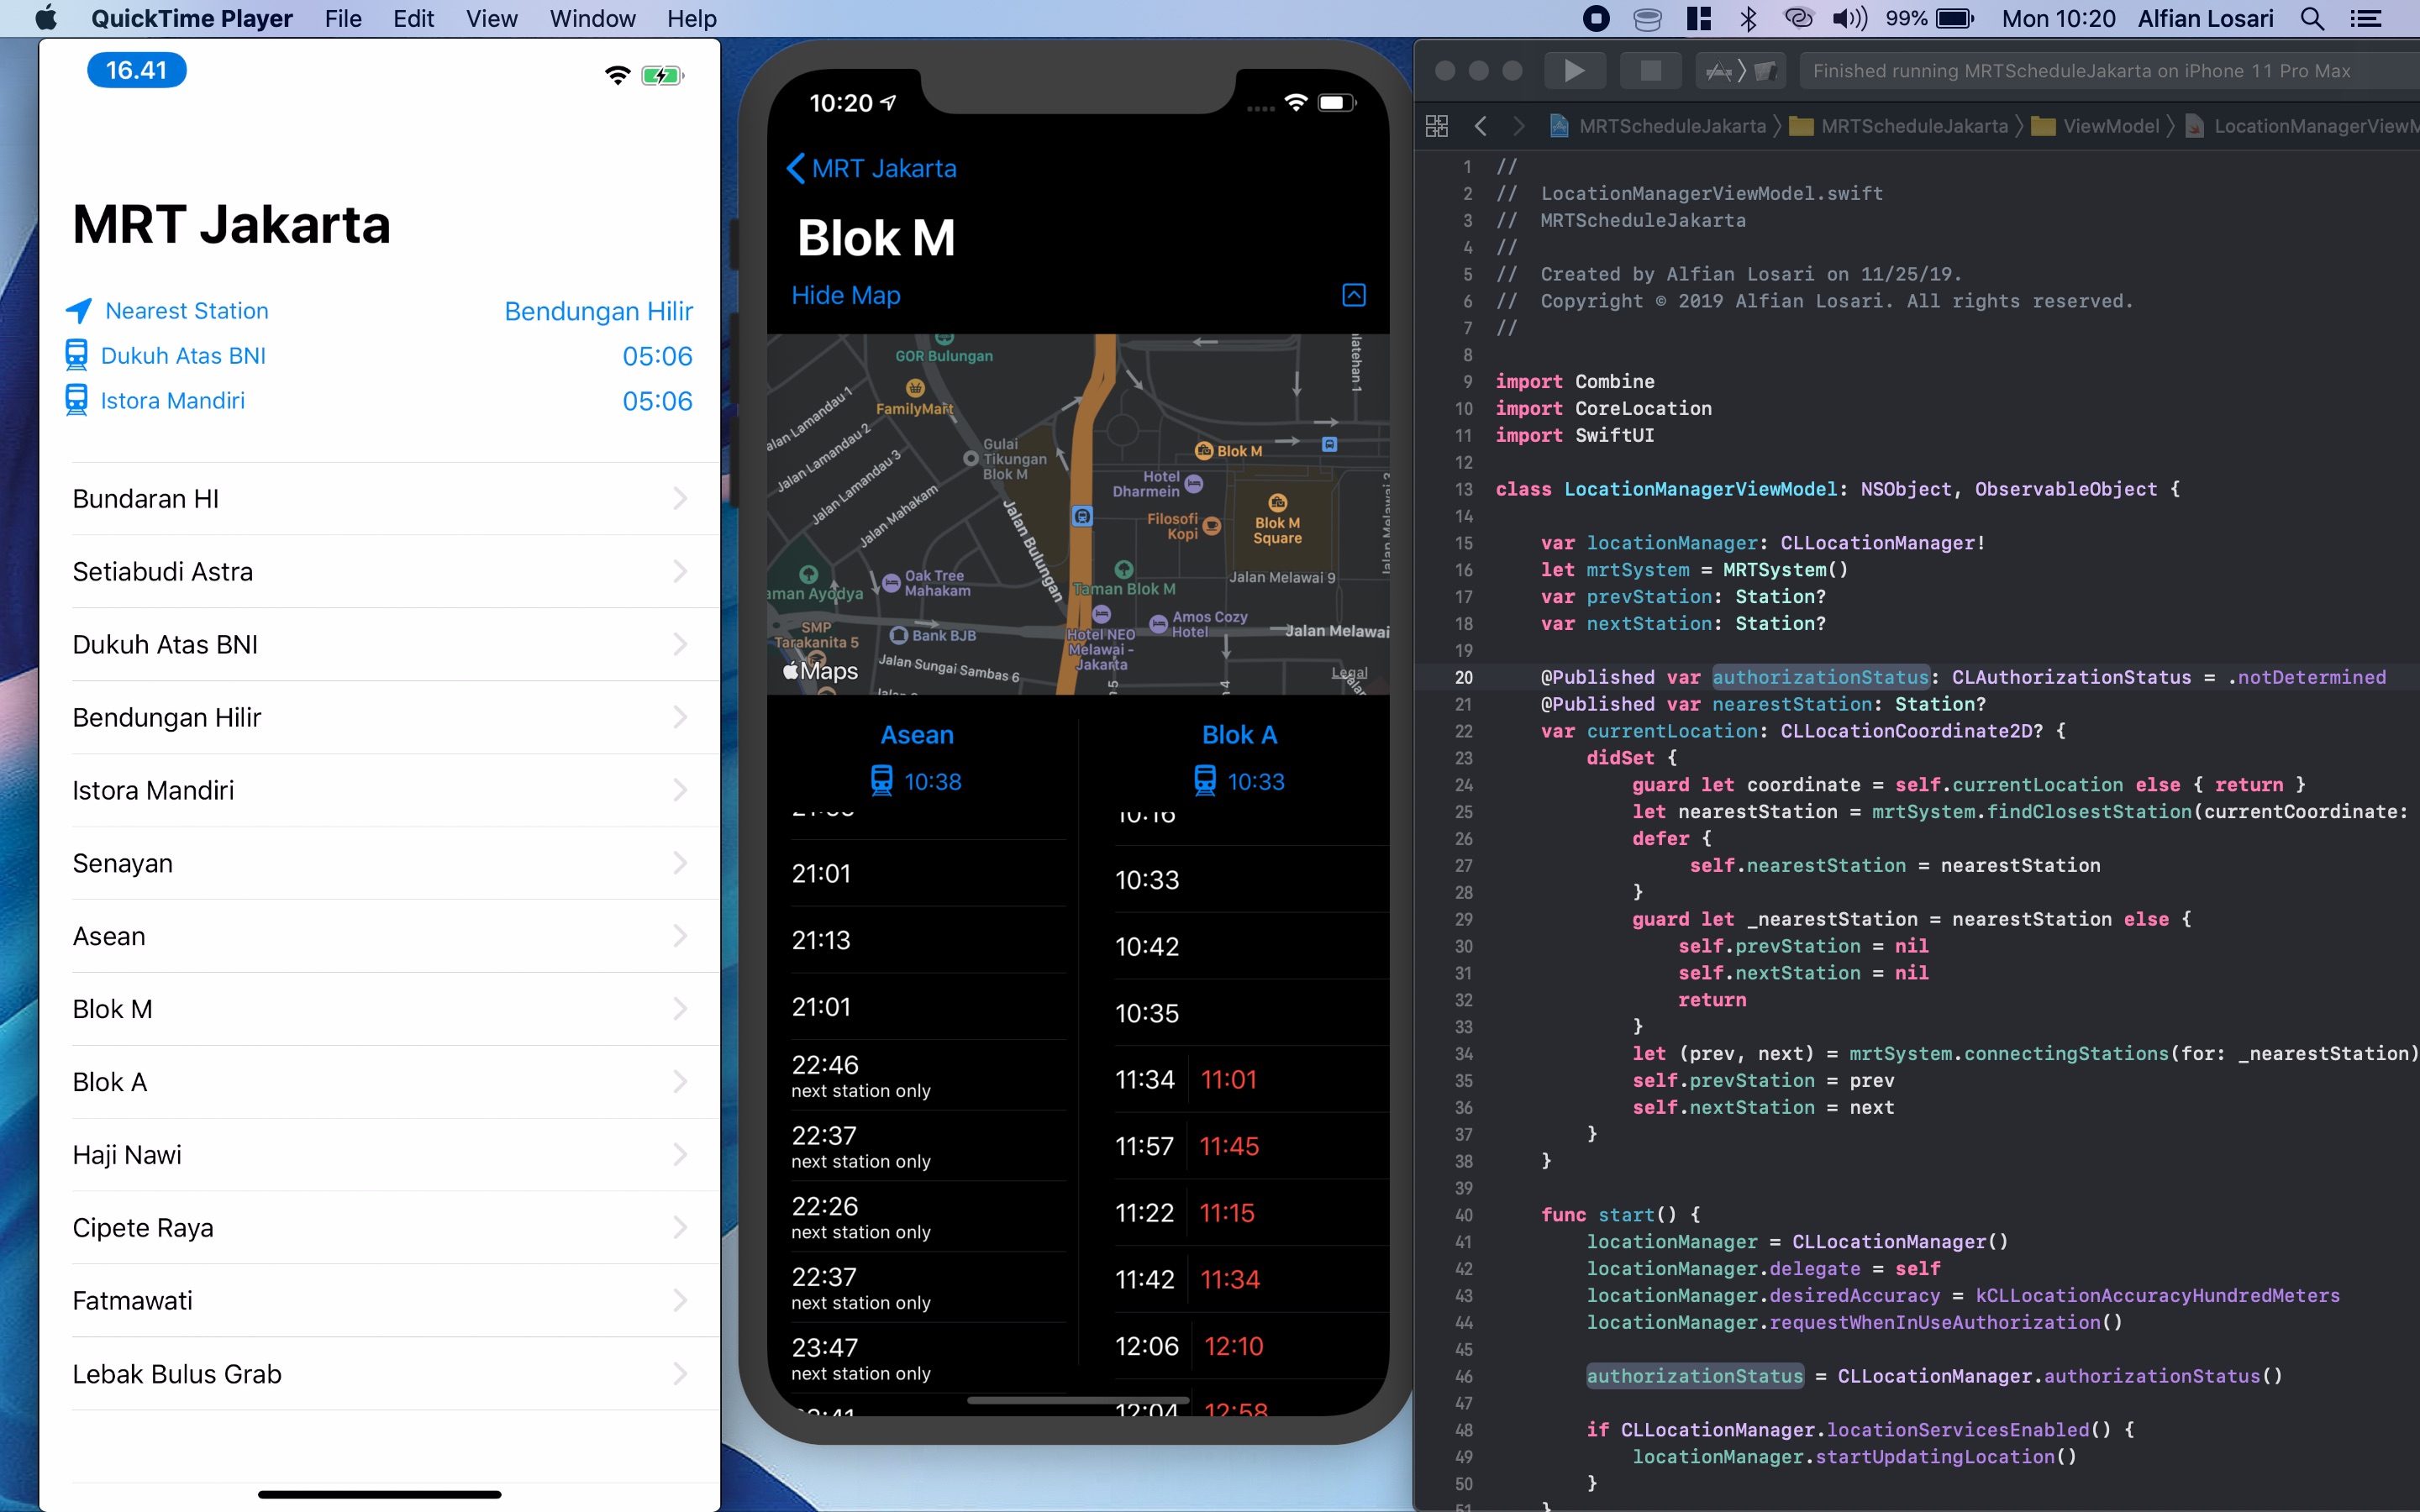 QuickTime Player File Edit View Window Help 99% Mon 10:20 Alfian Losari
16.41
MRT Jakarta
Nearest Station Bendungan Hilir
Dukuh Atas BNI 05:06
Istora Mandiri 05:06
Bundaran HI
Setiabudi Astra
Dukuh Atas BNI
Bendungan Hilir
Istora Mandiri
Senayan
Asean
Blok M
Blok A
Haji Nawi
Cipete Raya
Fatmawati
Lebak Bulus Grab
10:20
MRT Jakarta
Blok M
Hide Map
GOR Bulungan
FamilyMart
Jalan Lamandau 2
Jalan Lamandau 3
Jalan Mahakam
Gulai
Tikungan
Blok M
Jalan Bulungan
Blok M
Hotel
Dharmein
Filosofi
Kopi
Blok M
Square
Jalan Melawai 9
Oak Tree
Mahakam
Taman Blok M
SMP
Tarakanita 5
Bank BJB
Hotel NEO
Melawai -
Jakarta
Amos Cozy
Hotel
Jalan Melawai
Jalan Sungai Sambas 6
Maps
Legal
Asean Blok A
10:38 10:33
10:16
21:01 10:33
21:13 10:42
21:01 10:35
22:46
next station only
11:34 11:01
22:37
next station only
11:57 11:45
22:26
next station only
11:22 11:15
22:37
next station only
11:42 11:34
23:47
next station only
12:06 12:10
12:04 12:58
Finished running MRTScheduleJakarta on iPhone 11 Pro Max
MRTScheduleJakarta MRTScheduleJakarta ViewModel LocationManagerViewM
1 //
2 // LocationManagerViewModel.swift
3 // MRTScheduleJakarta
4 //
5 // Created by Alfian Losari on 11/25/19.
6 // Copyright © 2019 Alfian Losari. All rights reserved.
7 //
8
9 import Combine
10 import CoreLocation
11 import SwiftUI
12
13 class LocationManagerViewModel: NSObject, ObservableObject {
14
15 var locationManager: CLLocationManager!
16 let mrtSystem = MRTSystem()
17 var prevStation: Station?
18 var nextStation: Station?
19
20 @Published var authorizationStatus: CLAuthorizationStatus = .notDetermined
21 @Published var nearestStation: Station?
22 var currentLocation: CLLocationCoordinate2D? {
23 didSet {
24 guard let coordinate = self.currentLocation else { return }
25 let nearestStation = mrtSystem.findClosestStation(currentCoordinate:
26 defer {
27 self.nearestStation = nearestStation
28 }
29 guard let _nearestStation = nearestStation else {
30 self.prevStation = nil
31 self.nextStation = nil
32 return
33 }
34 let (prev, next) = mrtSystem.connectingStations(for: _nearestStation)
35 self.prevStation = prev
36 self.nextStation = next
37 }
38 }
39
40 func start() {
41 locationManager = CLLocationManager()
42 locationManager.delegate = self
43 locationManager.desiredAccuracy = kCLLocationAccuracyHundredMeters
44 locationManager.requestWhenInUseAuthorization()
45
46 authorizationStatus = CLLocationManager.authorizationStatus()
47
48 if CLLocationManager.locationServicesEnabled() {
49 locationManager.startUpdatingLocation()
50 }
51 }